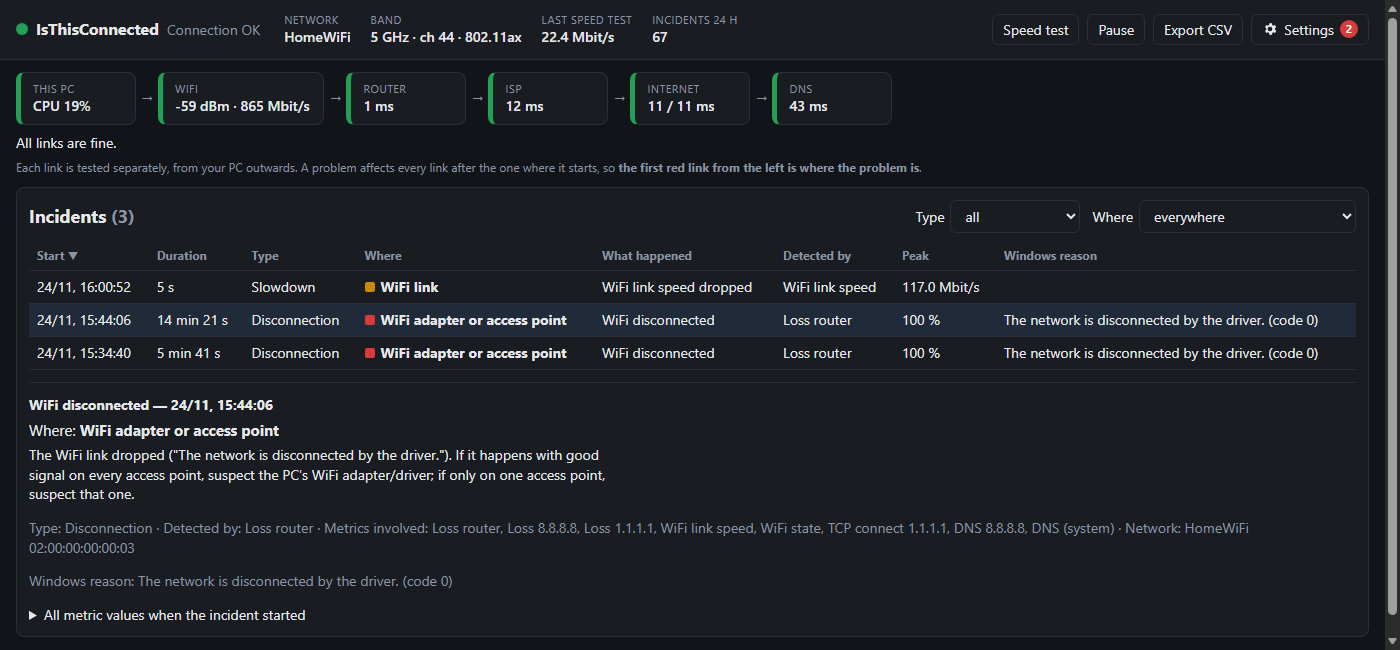 IsThisConnected Connection OK
NETWORK BAND LAST SPEED TEST INCIDENTS 24 H
HomeWiFi 5 GHz · ch 44 · 802.11ax 22.4 Mbit/s 67
Speed test Pause Export CSV Settings 2
THIS PC WIFI ROUTER ISP INTERNET DNS
CPU 19% → -59 dBm · 865 Mbit/s → 1 ms → 12 ms → 11 / 11 ms → 43 ms
All links are fine.
Each link is tested separately, from your PC outwards. A problem affects every link after the one where it starts, so the first red link from the left is where the problem is.
Incidents (3) Type all Where everywhere
Start ▼ Duration Type Where What happened Detected by Peak Windows reason
24/11, 16:00:52 5 s Slowdown WiFi link WiFi link speed dropped WiFi link speed 117.0 Mbit/s
24/11, 15:44:06 14 min 21 s Disconnection WiFi adapter or access point WiFi disconnected Loss router 100 % The network is disconnected by the driver. (code 0)
24/11, 15:34:40 5 min 41 s Disconnection WiFi adapter or access point WiFi disconnected Loss router 100 % The network is disconnected by the driver. (code 0)
WiFi disconnected — 24/11, 15:44:06
Where: WiFi adapter or access point
The WiFi link dropped ("The network is disconnected by the driver."). If it happens with good
signal on every access point, suspect the PC's WiFi adapter/driver; if only on one access point,
suspect that one.
Type: Disconnection · Detected by: Loss router · Metrics involved: Loss router, Loss 8.8.8.8, Loss 1.1.1.1, WiFi link speed, WiFi state, TCP connect 1.1.1.1, DNS 8.8.8.8, DNS (system) · Network: HomeWiFi
02:00:00:00:00:03
Windows reason: The network is disconnected by the driver. (code 0)
▶ All metric values when the incident started